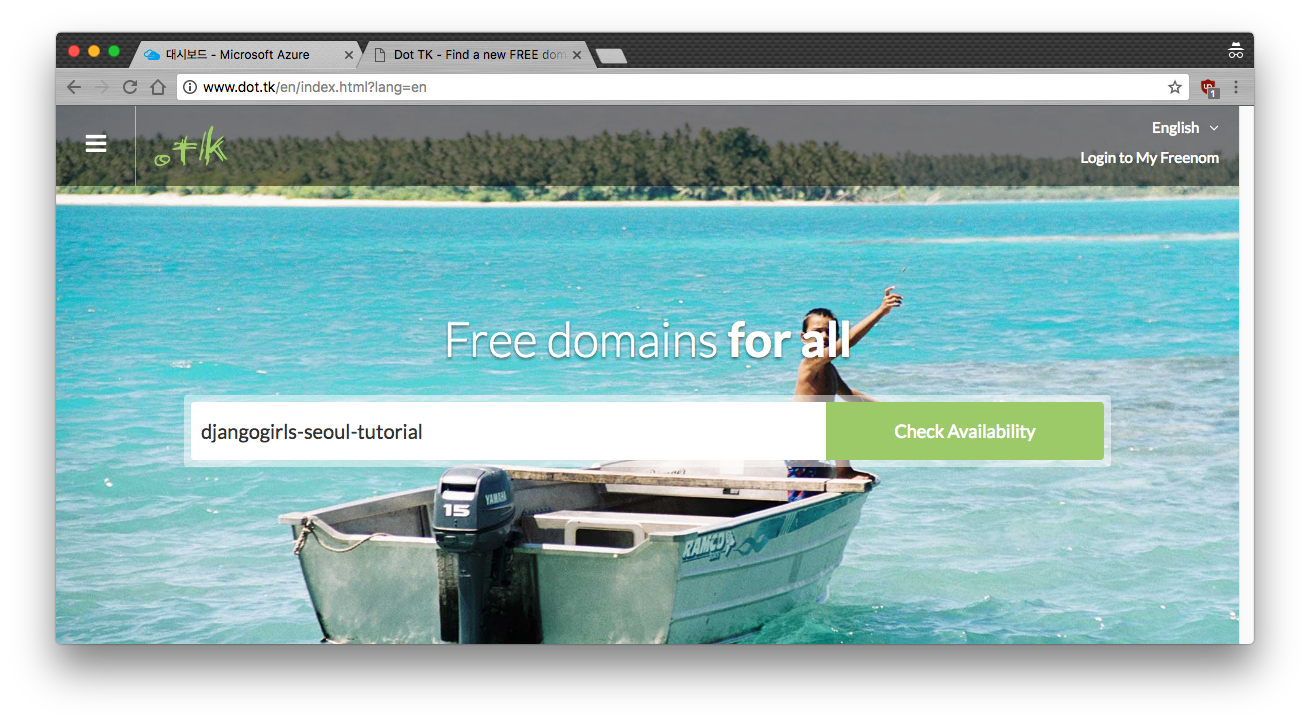 대시보드 - Microsoft Azure
Dot TK - Find a new FREE dom
www.dot.tk/en/index.html?lang=en
1
.tk
English
Login to My Freenom
Free domains for all
djangogirls-seoul-tutorial
Check Availability
YAMAHA
15
RAMCO